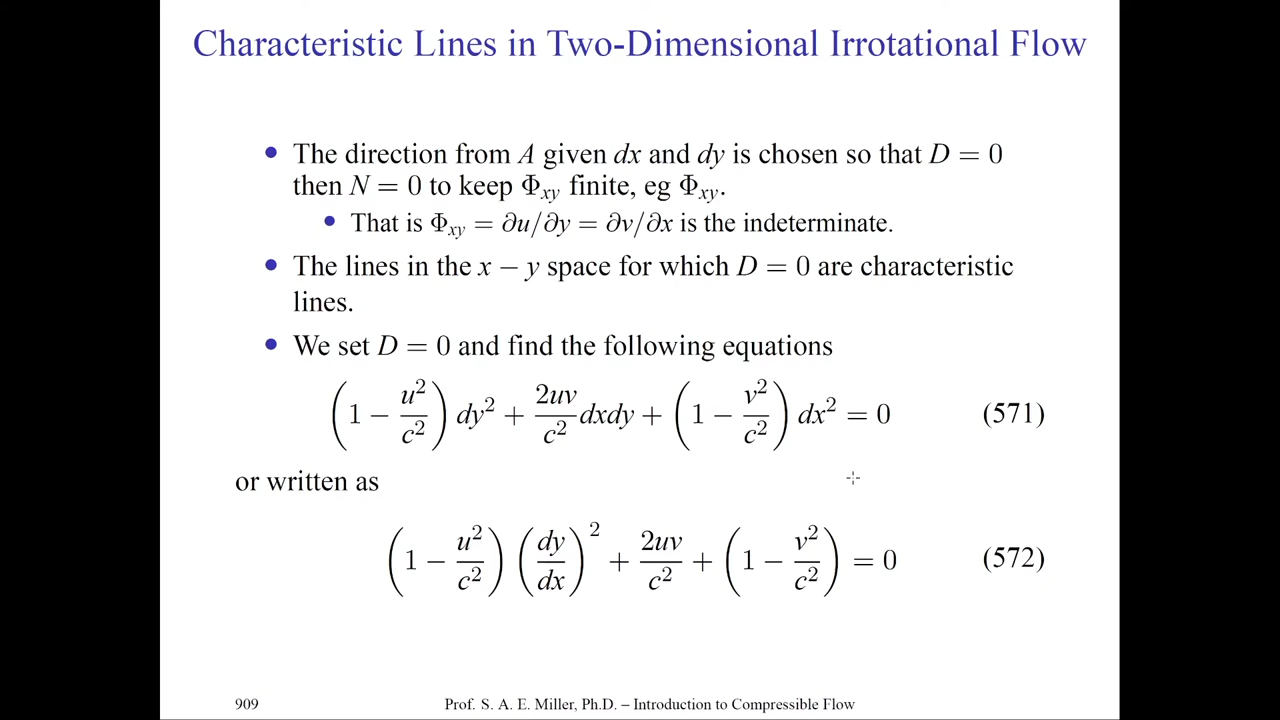 Characteristic Lines in Two-Dimensional Irrotational Flow
• The direction from A given dx and dy is chosen so that D = 0
then N = 0 to keep Φ_xy finite, eg Φ_xy.
• That is Φ_xy = ∂u/∂y = ∂v/∂x is the indeterminate.
• The lines in the x − y space for which D = 0 are characteristic
lines.
• We set D = 0 and find the following equations
(1 − u²/c²) dy² + 2uv/c² dxdy + (1 − v²/c²) dx² = 0 (571)
or written as
(1 − u²/c²) (dy/dx)² + 2uv/c² + (1 − v²/c²) = 0 (572)
909 Prof. S. A. E. Miller, Ph.D. – Introduction to Compressible Flow